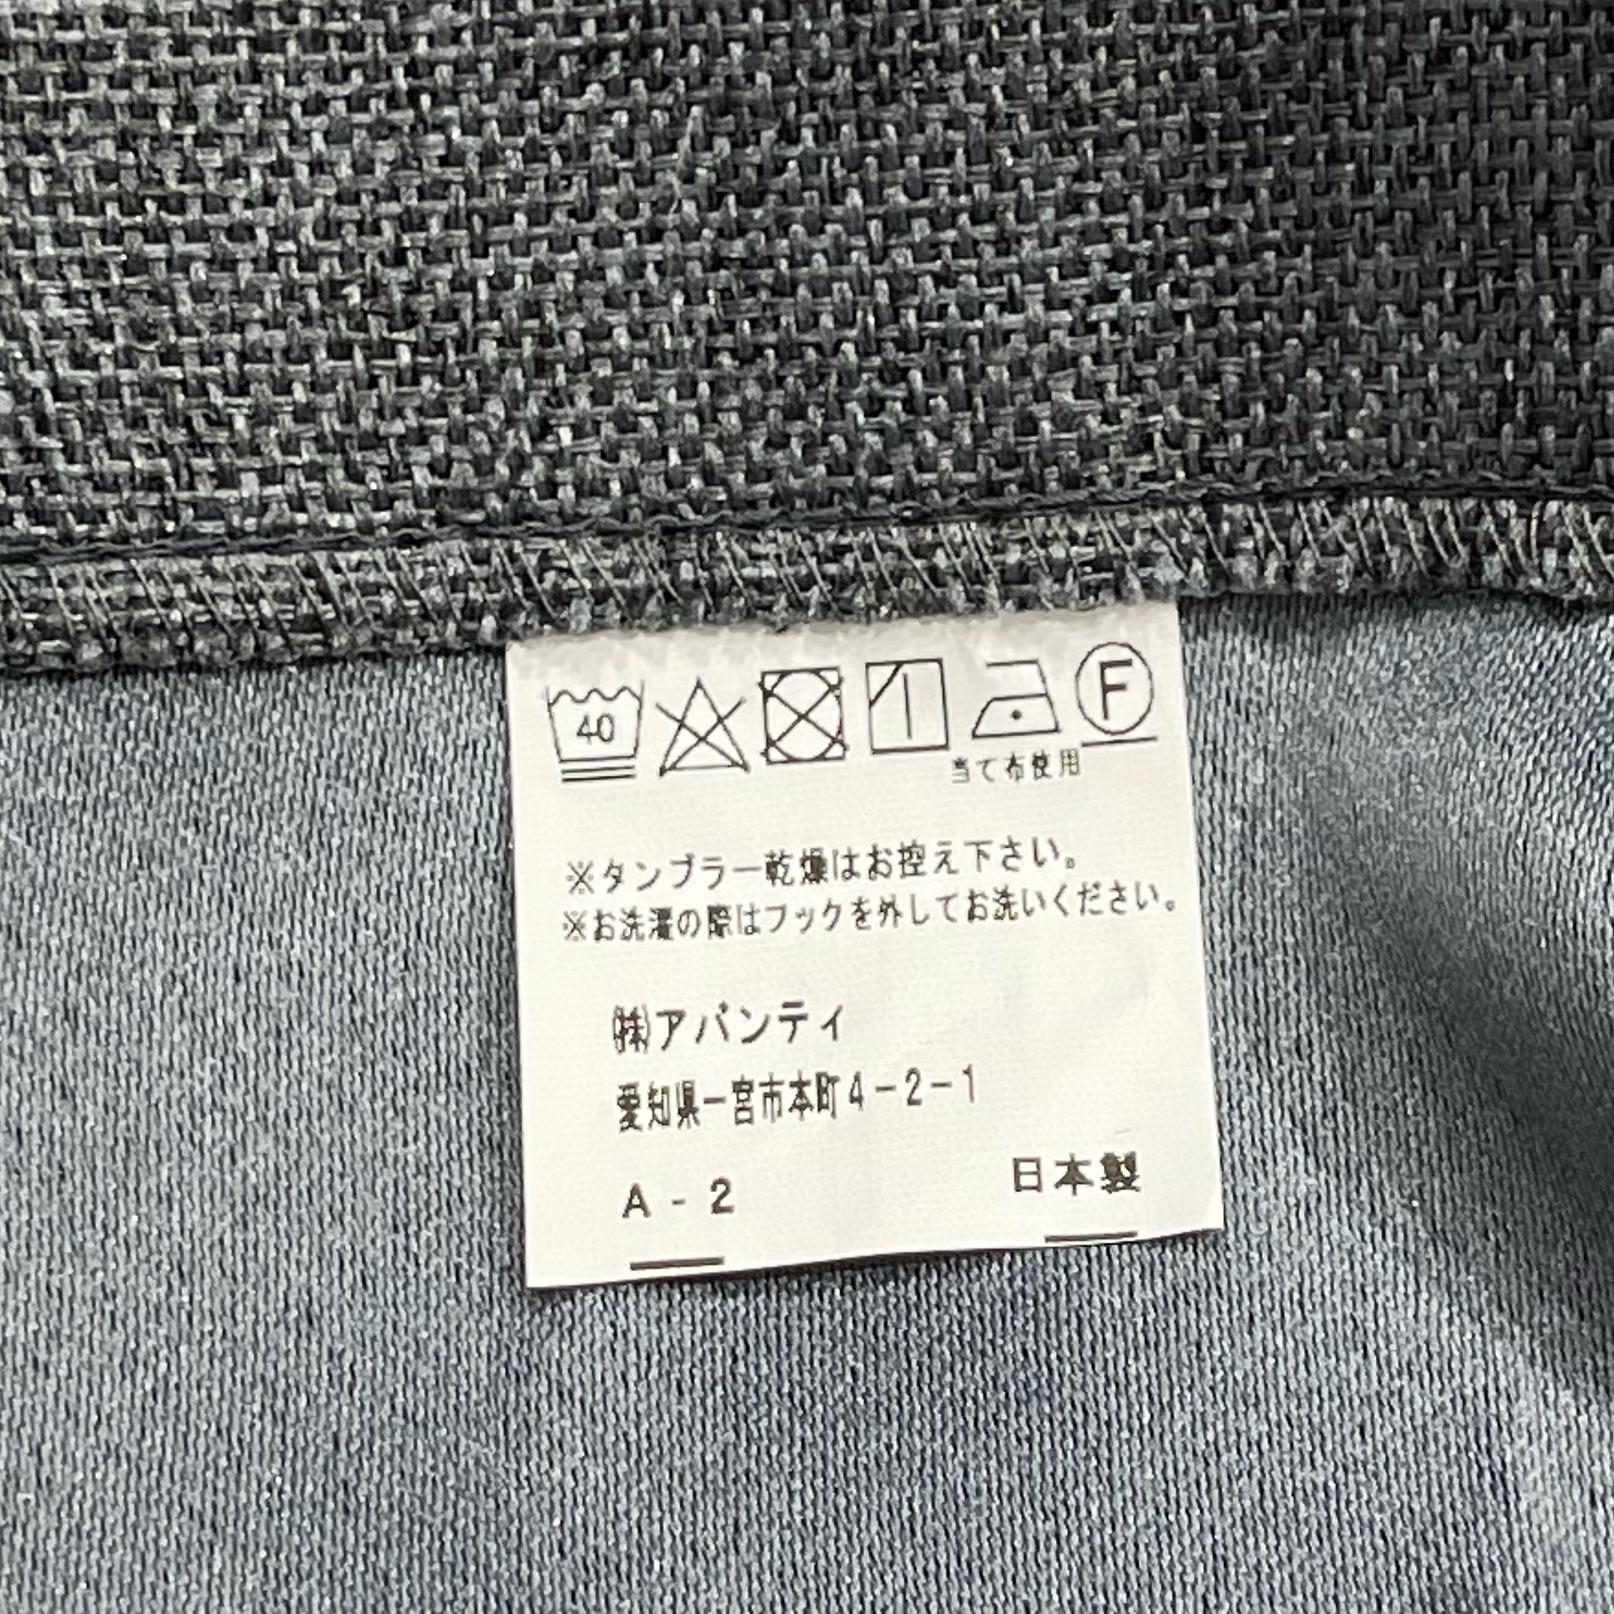 40 F
当て布使用
※タンブラー乾燥はお控え下さい。
※お洗濯の際はフックを外してお洗いください。
㈱アバンティ
愛知県一宮市本町4-2-1
A-2 日本製